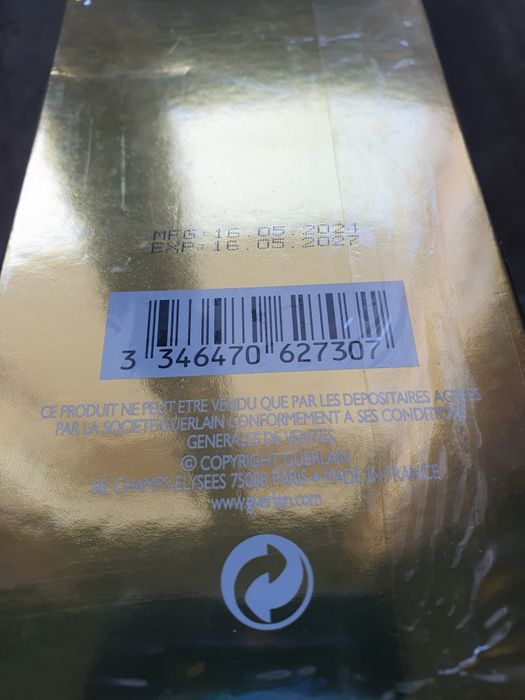 MFG:16.05.2024
EXP:16.05.2027
3 346470 627307
CE PRODUIT NE PEUT ETRE VENDU QUE PAR LES DEPOSITAIRES AGREES
PAR LA SOCIETE GUERLAIN CONFORMEMENT A SES CONDITIONS
GENERALES DE VENTES
© COPYRIGHT GUERLAIN
68, CHAMPS-ELYSEES 75008 PARIS • MADE IN FRANCE
www.guerlain.com